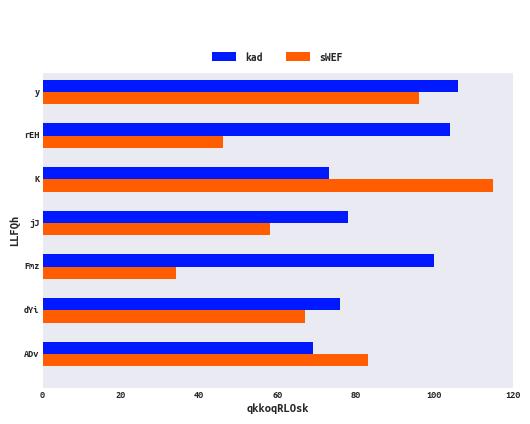 kad sWEF
y
rEH
K
jJ
Fmz
dYi
ADv
LLFQh
0 20 40 60 80 100 120
qkkoqRLOsk